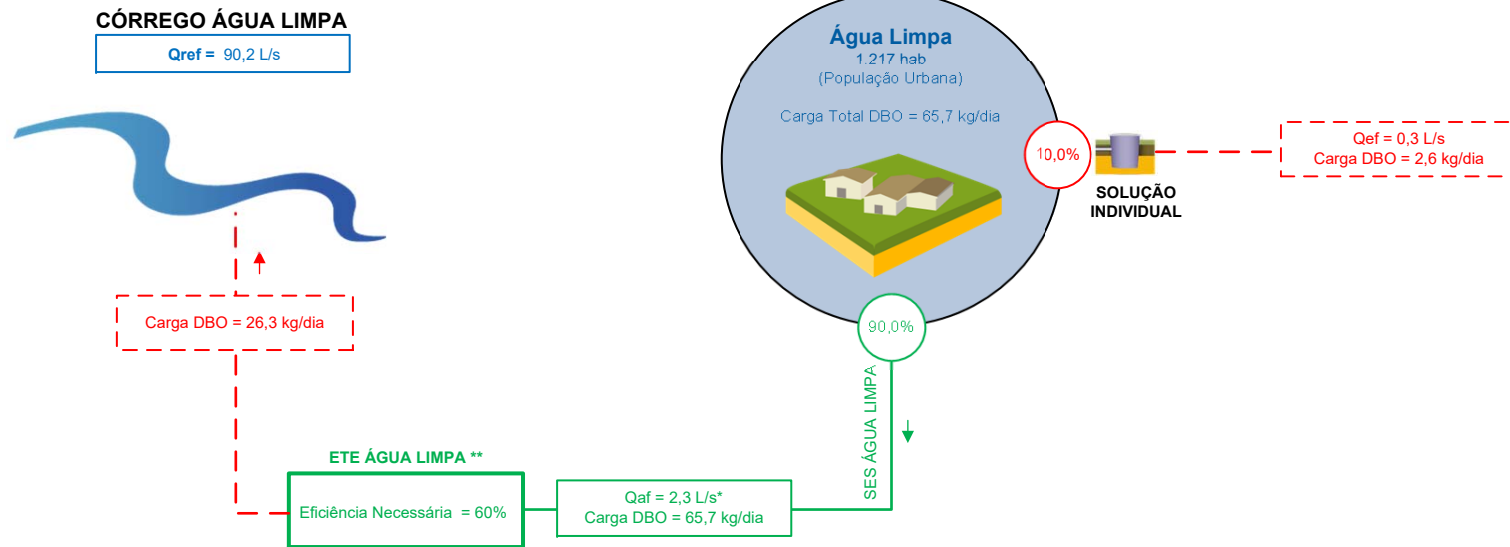 CÓRREGO ÁGUA LIMPA
Qref = 90,2 L/s
Água Limpa
1.217 hab
(População Urbana)
Carga Total DBO = 65,7 kg/dia
10,0%
SOLUÇÃO
INDIVIDUAL
Qef = 0,3 L/s
Carga DBO = 2,6 kg/dia
Carga DBO = 26,3 kg/dia
90,0%
SES ÁGUA LIMPA
ETE ÁGUA LIMPA **
Eficiência Necessária = 60%
Qaf = 2,3 L/s*
Carga DBO = 65,7 kg/dia